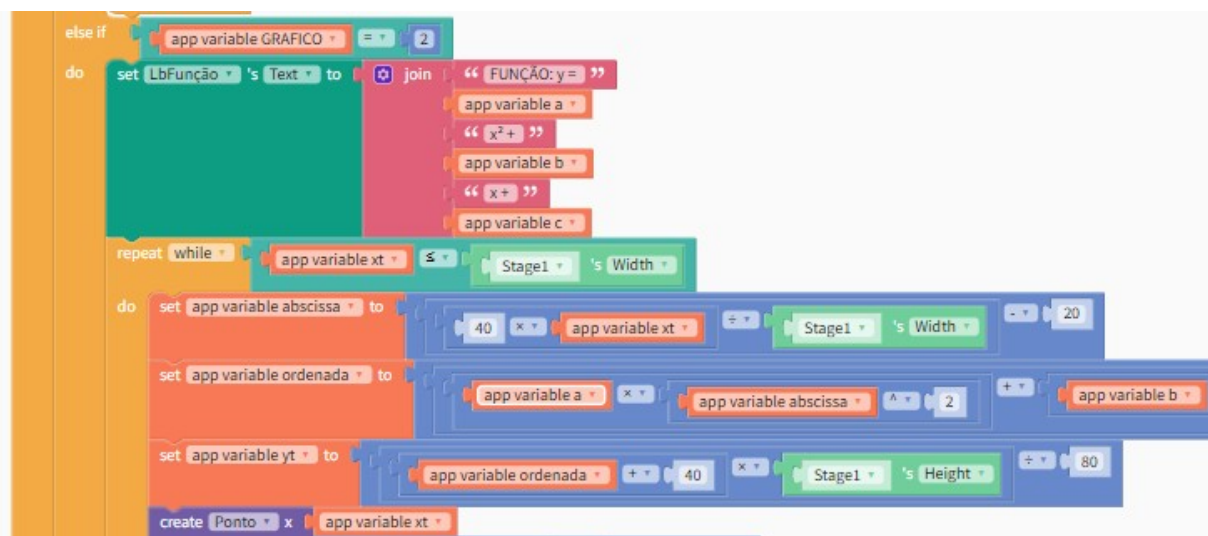 else if app variable GRAFICO = 2
do set LbFunção 's Text to join “ FUNÇÃO: y = ”
app variable a
“ x² + ”
app variable b
“ x + ”
app variable c
repeat while app variable xt ≤ Stage1 's Width
do set app variable abscissa to 40 × app variable xt ÷ Stage1 's Width - 20
set app variable ordenada to app variable a × app variable abscissa ^ 2 + app variable b
set app variable yt to app variable ordenada + 40 × Stage1 's Height ÷ 80
create Ponto x app variable xt